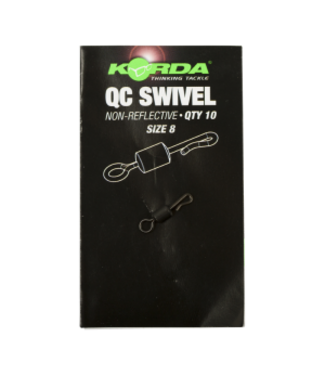 KORDA
THINKING TACKLE
QC SWIVEL
NON-REFLECTIVE • QTY 10
SIZE 8